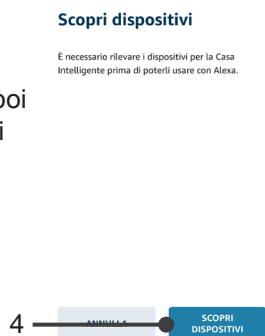 Scopri dispositivi
È necessario rilevare i dispositivi per la Casa
Intelligente prima di poterli usare con Alexa.
poi
i
4
ANNULLA
SCOPRI
DISPOSITIVI